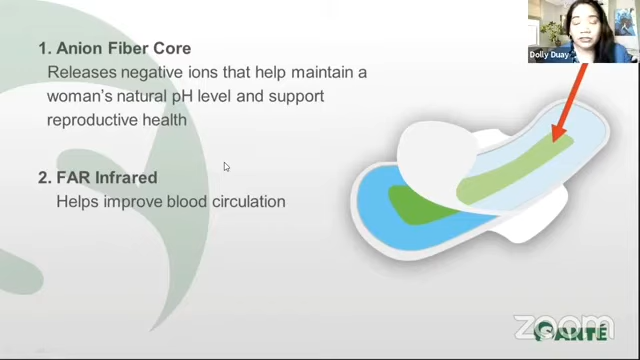 1. Anion Fiber Core
Releases negative ions that help maintain a
woman's natural pH level and support
reproductive health
2. FAR Infrared
Helps improve blood circulation
Dolly Duay
zoom
SANTÉ